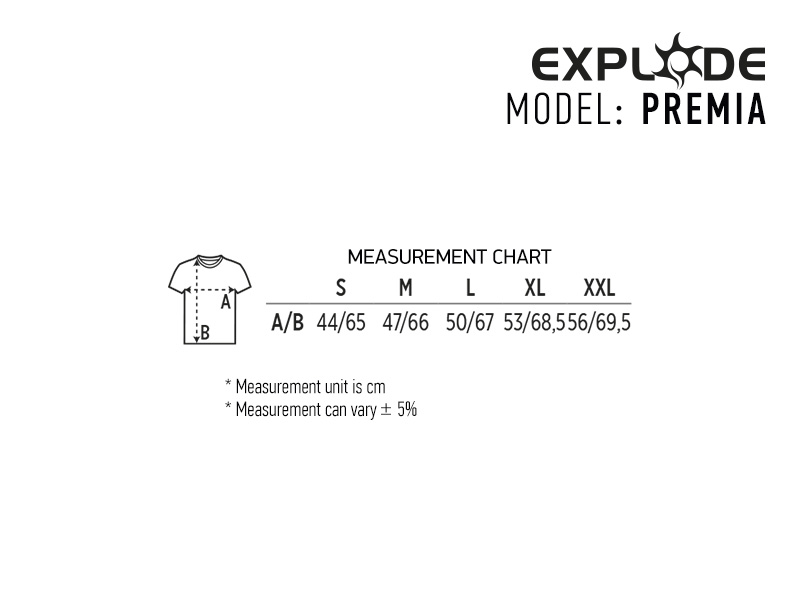 EXPLODE
MODEL: PREMIA
MEASUREMENT CHART
S M L XL XXL
A/B 44/65 47/66 50/67 53/68,5 56/69,5
A
B
* Measurement unit is cm
* Measurement can vary ± 5%